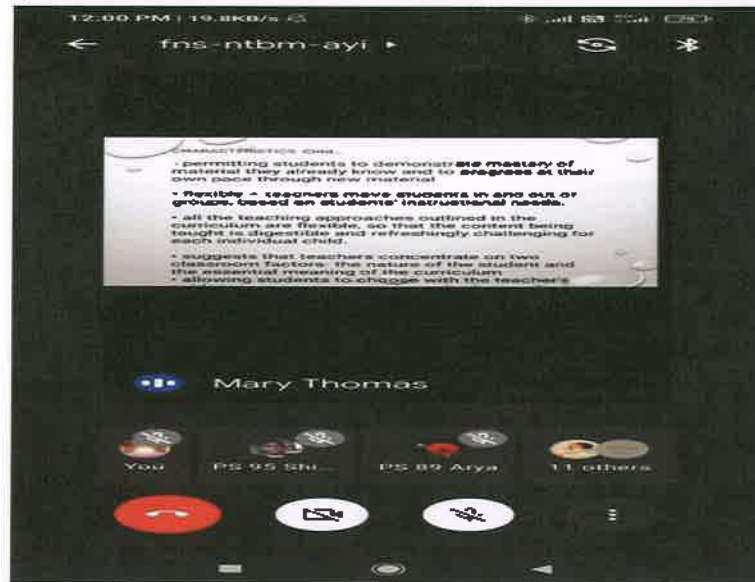 12:00 PM | 19.8KB/s
fns-ntbm-ayi
CHARACTERISTICS
• permitting students to demonstrate mastery of
material they already know and to progress at their
own pace through new material
• flexible – teachers move students in and out of
groups, based on students' instructional needs.
• all the teaching approaches outlined in the
curriculum are flexible, so that the content being
taught is digestible and refreshingly challenging for
each individual child.
• suggests that teachers concentrate on two
classroom factors: the nature of the student and
the essential meaning of the curriculum
• allowing students to choose with the teacher's
Mary Thomas
You
PS 95 Shi...
PS 89 Arya
11 others